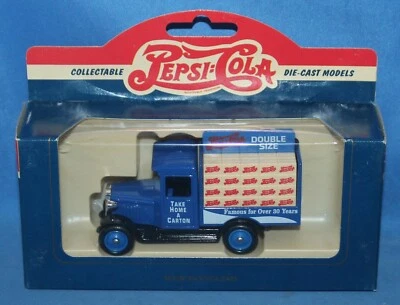 COLLECTABLE
PEPSI-COLA
DIE-CAST MODELS
DOUBLE
SIZE
TAKE
HOME
A
CARTON
Famous for Over 30 Years